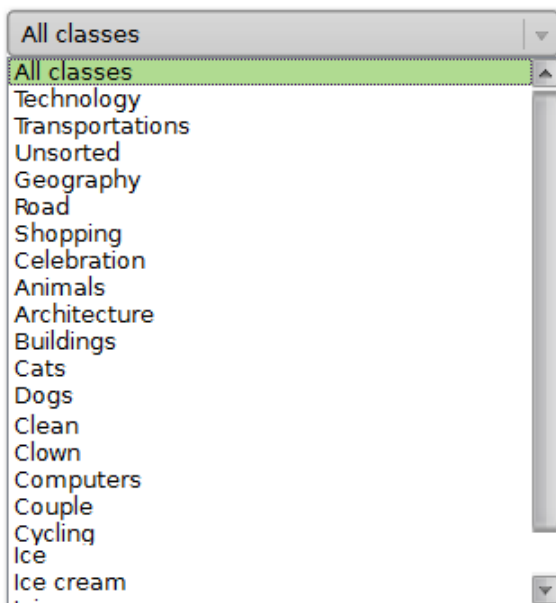 All classes
All classes
Technology
Transportations
Unsorted
Geography
Road
Shopping
Celebration
Animals
Architecture
Buildings
Cats
Dogs
Clean
Clown
Computers
Couple
Cycling
Ice
Ice cream